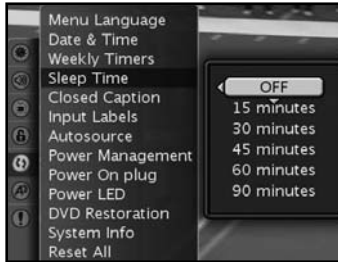 Menu Language
Date & Time
Weekly Timers
Sleep Time
Closed Caption
Input Labels
Autosource
Power Management
Power On plug
Power LED
DVD Restoration
System Info
Reset All
OFF
15 minutes
30 minutes
45 minutes
60 minutes
90 minutes